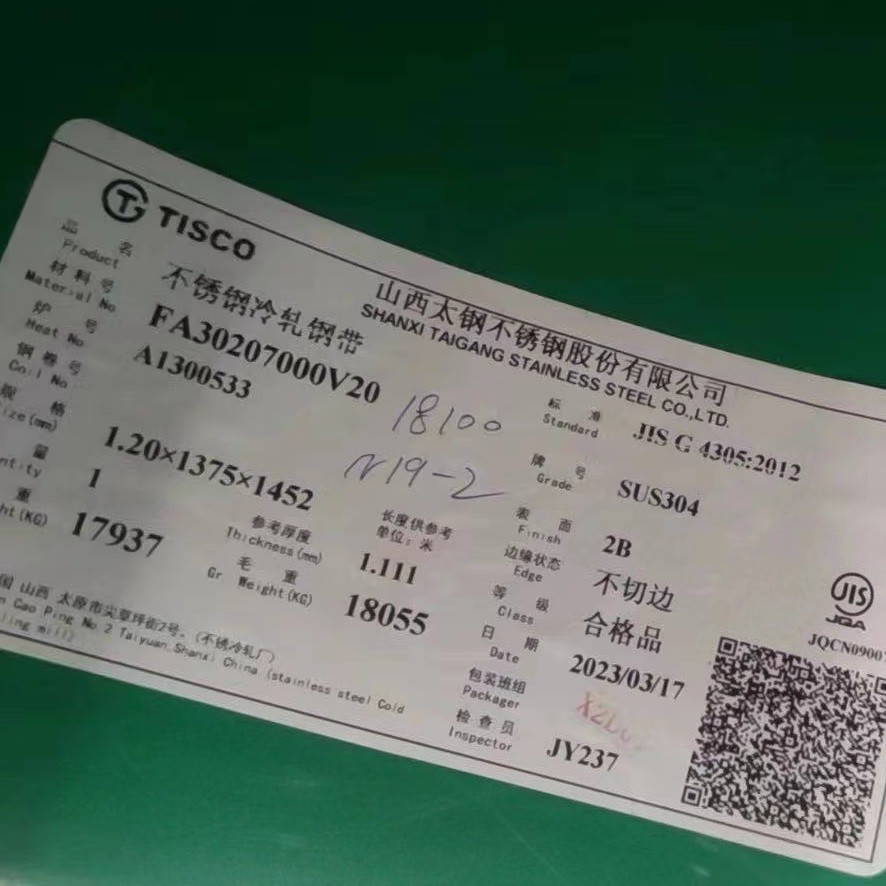 TISCO
山西太钢不锈钢股份有限公司
SHANXI TAIGANG STAINLESS STEEL CO.,LTD.
品 名 不锈钢冷轧钢带
Product
材料号 FA30207000V20
Material No
炉 号 A1300533
Heat No
钢卷号
Coil No
规 格 1.20×1375×1452
Size(mm)
量 1
ntity
重 17937
ht(KG)
参考厚度 1.111
Thickness(mm)
长度供参考
单位：米
毛 重 18055
Gr Weight(KG)
18100
N19-2
标 准 JIS G 4305:2012
Standard
牌 号 SUS304
Grade
表 面 2B
Finish
边缘状态 不切边
Edge
等 级 合格品
Class
日 期 2023/03/17
Date
包装班组
Packager
检查员 JY237
Inspector
JIS
JQA
JQCN0900
国 山西 太原市尖草坪街2号。(不锈冷轧厂)
n Cao Ping No 2 Taiyuan Shanxi China (stainless steel Cold
ling mill)